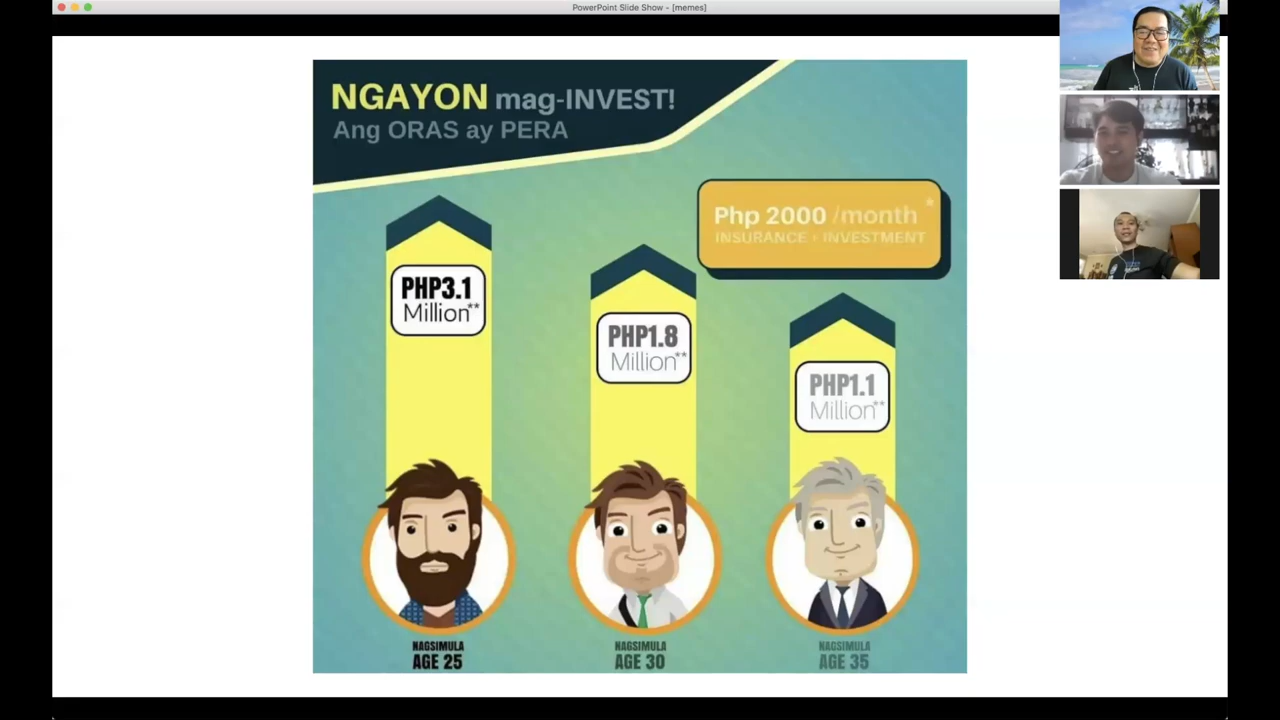 PowerPoint Slide Show - [memes]
NGAYON mag-INVEST!
Ang ORAS ay PERA
Php 2000 /month *
INSURANCE + INVESTMENT
PHP3.1
Million**
PHP1.8
Million**
PHP1.1
Million**
NAGSIMULA
AGE 25
NAGSIMULA
AGE 30
NAGSIMULA
AGE 35